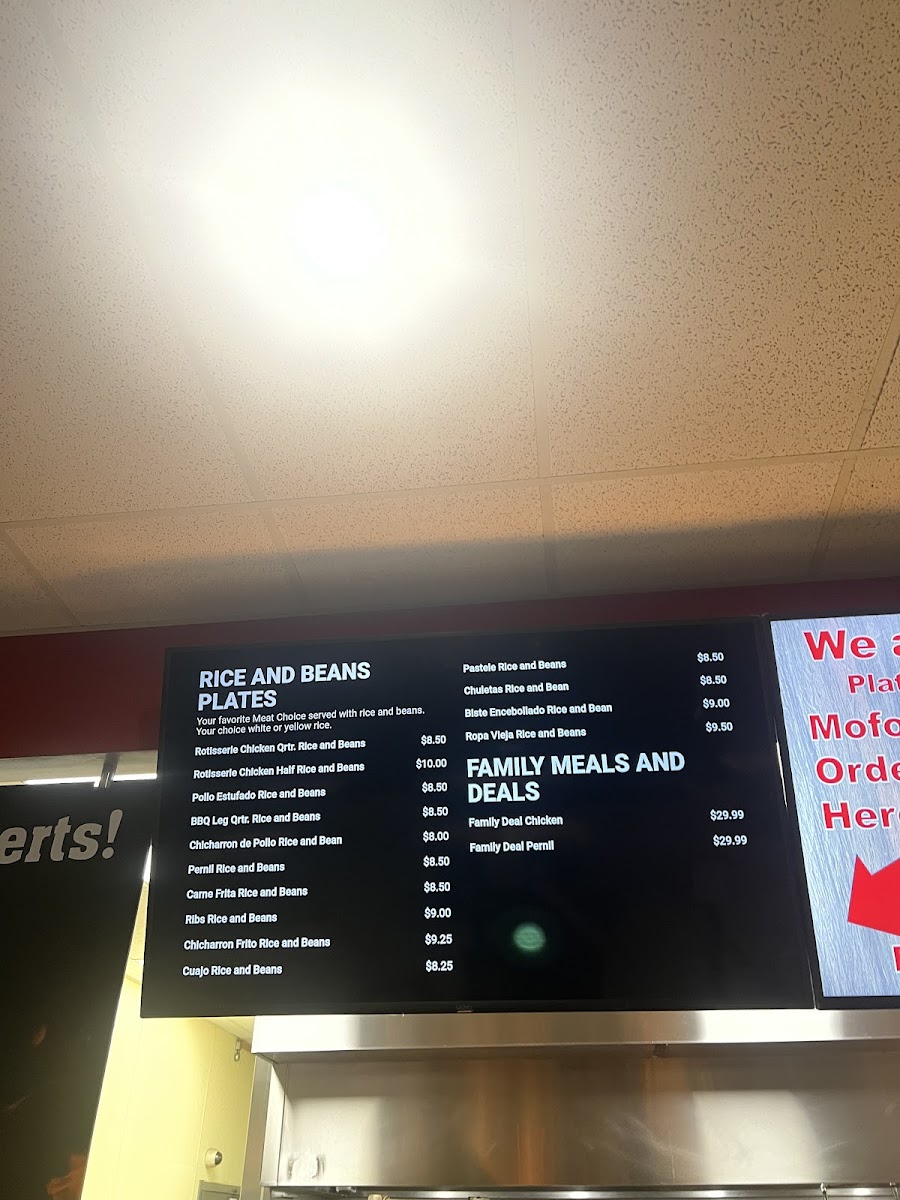 RICE AND BEANS
PLATES
Your favorite Meat Choice served with rice and beans.
Your choice white or yellow rice.
Rotisserie Chicken Qrtr. Rice and Beans $8.50
Rotisserie Chicken Half Rice and Beans $10.00
Pollo Estufado Rice and Beans $8.50
BBQ Leg Qrtr. Rice and Beans $8.50
Chicharron de Pollo Rice and Bean $8.00
Pernil Rice and Beans $8.50
Carne Frita Rice and Beans $8.50
Ribs Rice and Beans $9.00
Chicharron Frito Rice and Beans $9.25
Cuajo Rice and Beans $8.25
Pastele Rice and Beans $8.50
Chuletas Rice and Bean $8.50
Biste Encebollado Rice and Bean $9.00
Ropa Vieja Rice and Beans $9.50
FAMILY MEALS AND
DEALS
Family Deal Chicken $29.99
Family Deal Pernil $29.99
erts!
We a
Plat
Mofo
Orde
Her